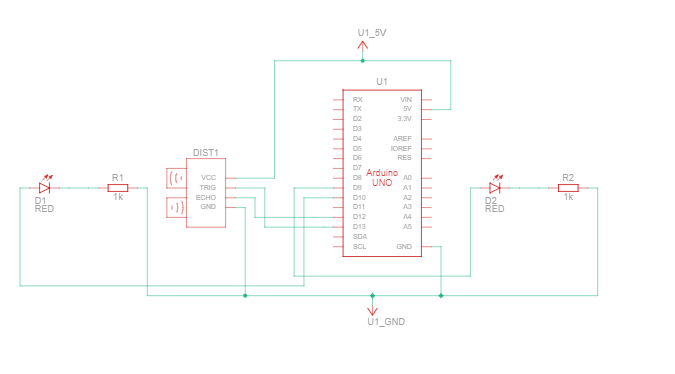 U1_5V
U1
RX
TX
D2
D3
D4
D5
D6
D7
D8
D9
D10
D11
D12
D13
SDA
SCL
VIN
5V
3.3V
AREF
IOREF
RES
A0
A1
A2
A3
A4
A5
GND
Arduino
UNO
DIST1
VCC
TRIG
ECHO
GND
D1
RED
R1
1k
D2
RED
R2
1k
U1_GND